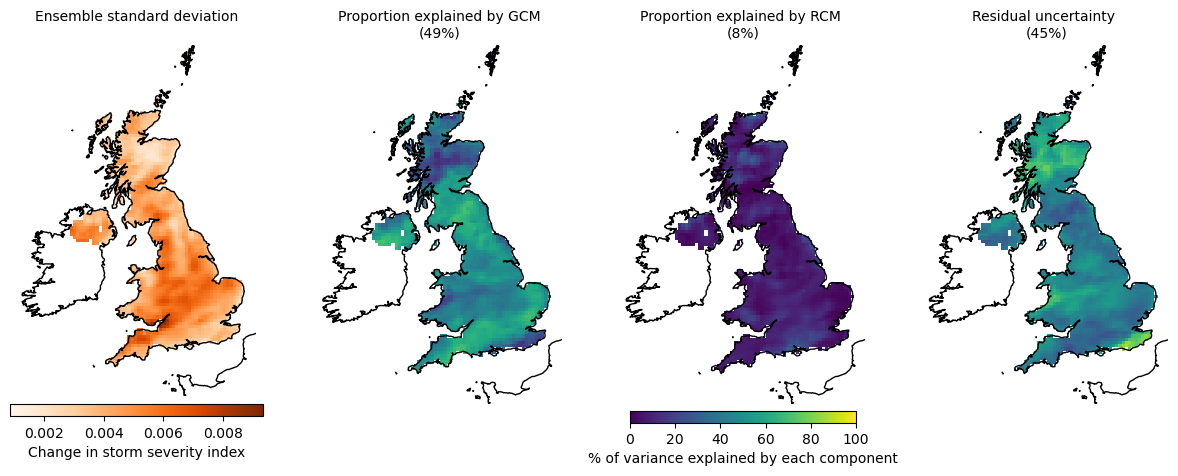 Ensemble standard deviation
Proportion explained by GCM
(49%)
Proportion explained by RCM
(8%)
Residual uncertainty
(45%)
0.002 0.004 0.006 0.008
Change in storm severity index
0 20 40 60 80 100
% of variance explained by each component